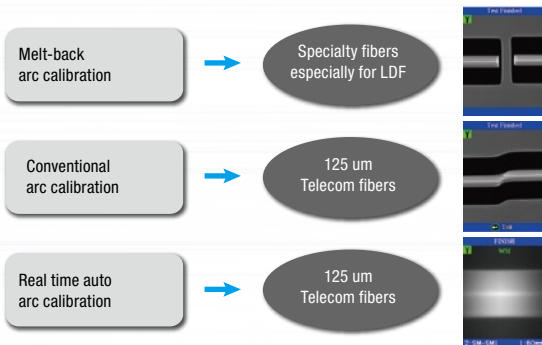 Melt-back
arc calibration
Specialty fibers
especially for LDF
Test Finished
Y
Conventional
arc calibration
125 um
Telecom fibers
Test Finished
Y
Real time auto
arc calibration
125 um
Telecom fibers
FINISH
Y